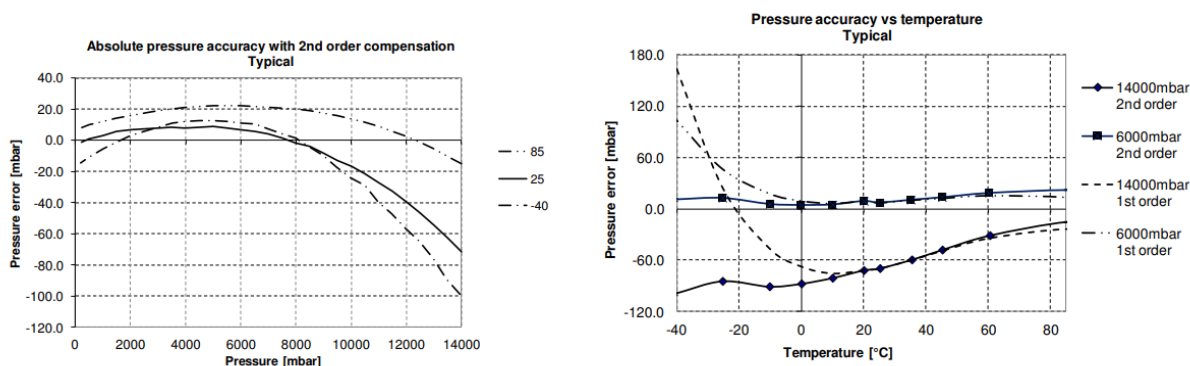 Absolute pressure accuracy with 2nd order compensation
Typical
40.0
20.0
0.0
-20.0
-40.0
-60.0
-80.0
-100.0
-120.0
Pressure error [mbar]
0 2000 4000 6000 8000 10000 12000 14000
Pressure [mbar]
85
25
-40
Pressure accuracy vs temperature
Typical
180.0
120.0
60.0
0.0
-60.0
-120.0
Pressure error [mbar]
-40 -20 0 20 40 60 80
Temperature [°C]
14000mbar
2nd order
6000mbar
2nd order
14000mbar
1st order
6000mbar
1st order